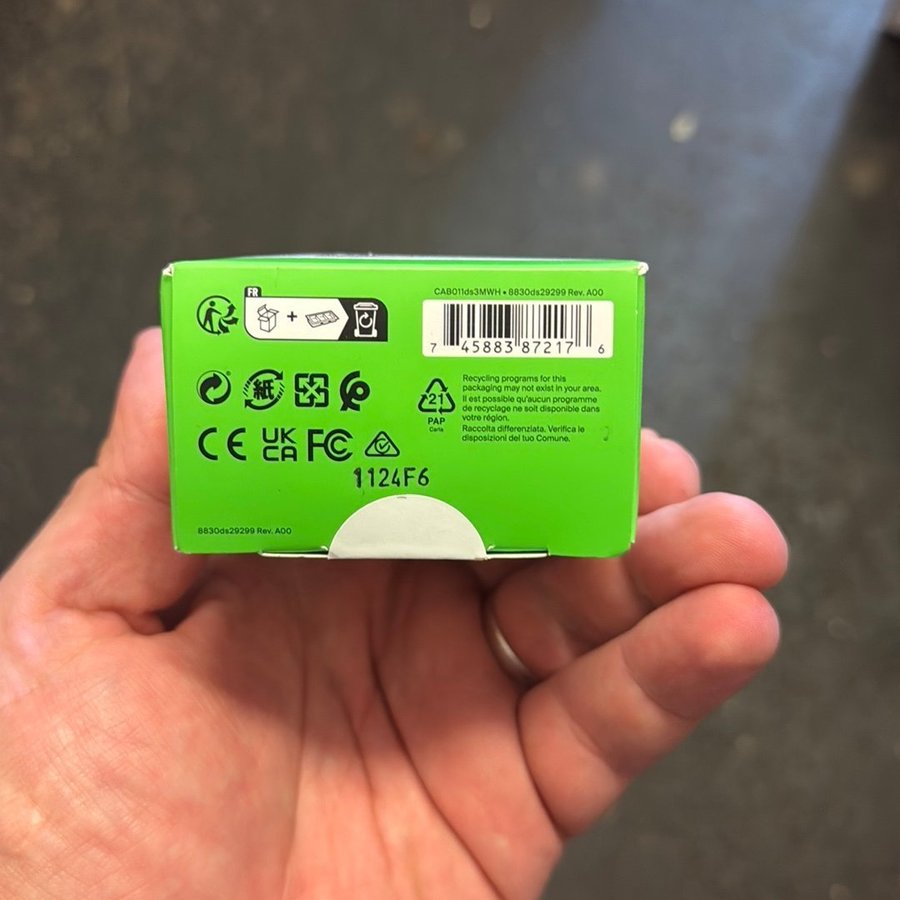 FR
CAB011ds3MWH • 8830ds29299 Rev. A00
7 45883 87217 6
紙
21
PAP
Carta
Recycling programs for this
packaging may not exist in your area.
Il est possible qu'aucun programme
de recyclage ne soit disponible dans
votre région.
Raccolta differenziata. Verifica le
disposizioni del tuo Comune.
CE
UK
CA
FC
1124F6
8830ds29299 Rev. A00